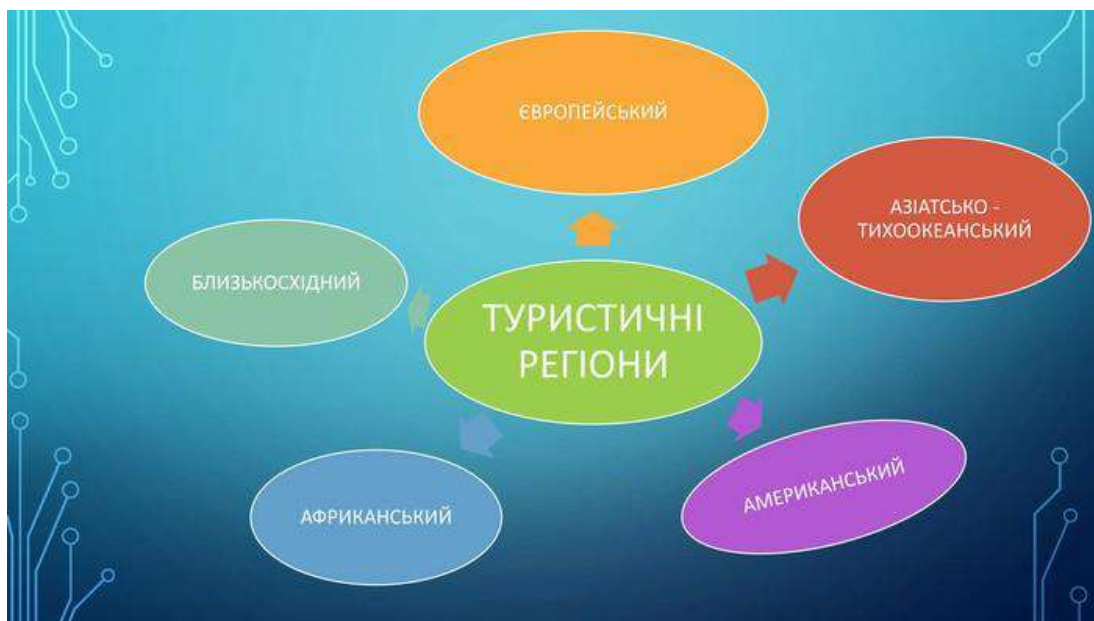 ЄВРОПЕЙСЬКИЙ
АЗІАТСЬКО -
ТИХООКЕАНСЬКИЙ
БЛИЗЬКОСХІДНИЙ
ТУРИСТИЧНІ
РЕГІОНИ
АМЕРИКАНСЬКИЙ
АФРИКАНСЬКИЙ